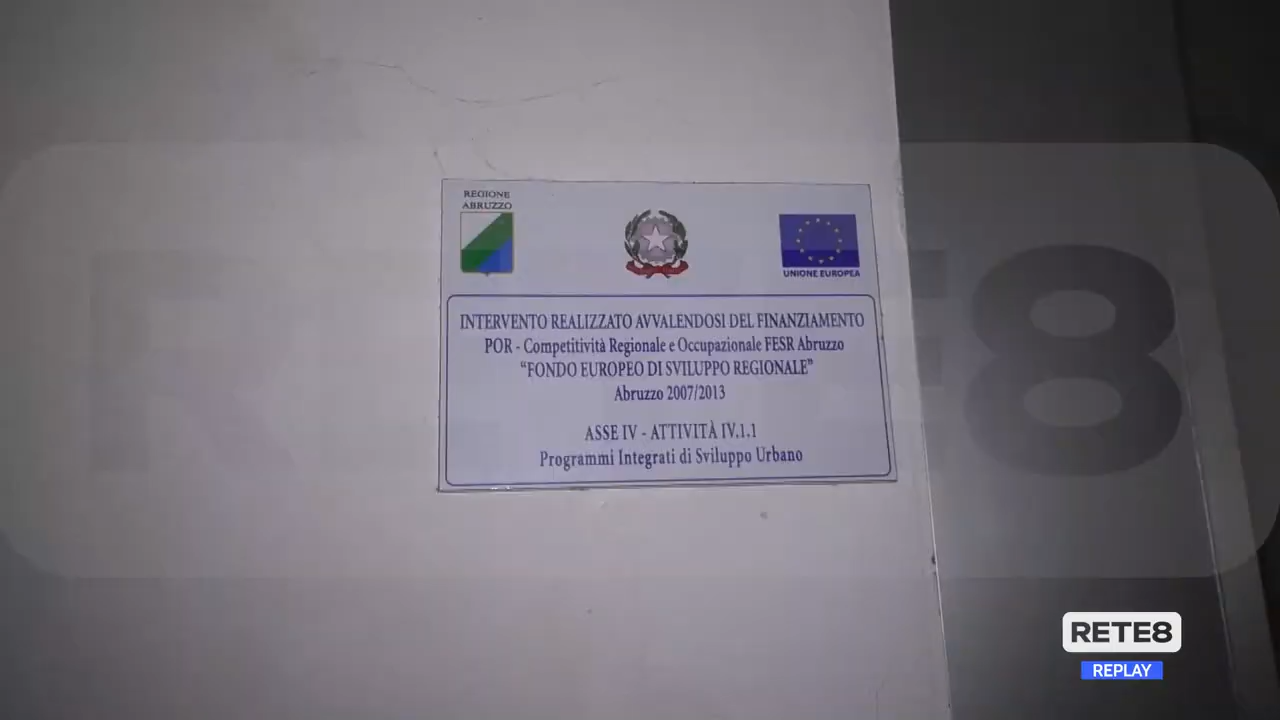 REGIONE
ABRUZZO
UNIONE EUROPEA
INTERVENTO REALIZZATO AVVALENDOSI DEL FINANZIAMENTO
POR - Competitività Regionale e Occupazionale FESR Abruzzo
“FONDO EUROPEO DI SVILUPPO REGIONALE”
Abruzzo 2007/2013
ASSE IV - ATTIVITÀ IV.1.1
Programmi Integrati di Sviluppo Urbano
RETE8
RETE8
REPLAY